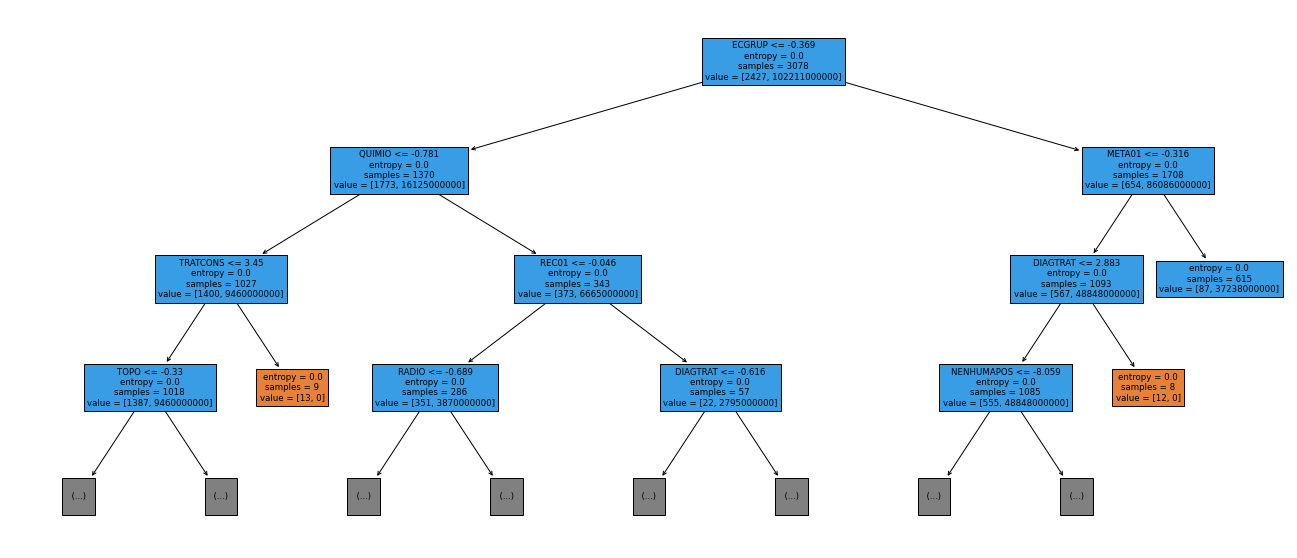 ECGRUP <= -0.369
entropy = 0.0
samples = 3078
value = [2427, 102211000000]
QUIMIO <= -0.781
entropy = 0.0
samples = 1370
value = [1773, 16125000000]
META01 <= -0.316
entropy = 0.0
samples = 1708
value = [654, 86086000000]
TRATCONS <= 3.45
entropy = 0.0
samples = 1027
value = [1400, 9460000000]
REC01 <= -0.046
entropy = 0.0
samples = 343
value = [373, 6665000000]
DIAGTRAT <= 2.883
entropy = 0.0
samples = 1093
value = [567, 48848000000]
entropy = 0.0
samples = 615
value = [87, 37238000000]
TOPO <= -0.33
entropy = 0.0
samples = 1018
value = [1387, 9460000000]
entropy = 0.0
samples = 9
value = [13, 0]
RADIO <= -0.689
entropy = 0.0
samples = 286
value = [351, 3870000000]
DIAGTRAT <= -0.616
entropy = 0.0
samples = 57
value = [22, 2795000000]
NENHUMAPOS <= -8.059
entropy = 0.0
samples = 1085
value = [555, 48848000000]
entropy = 0.0
samples = 8
value = [12, 0]
(...)
(...)
(...)
(...)
(...)
(...)
(...)
(...)